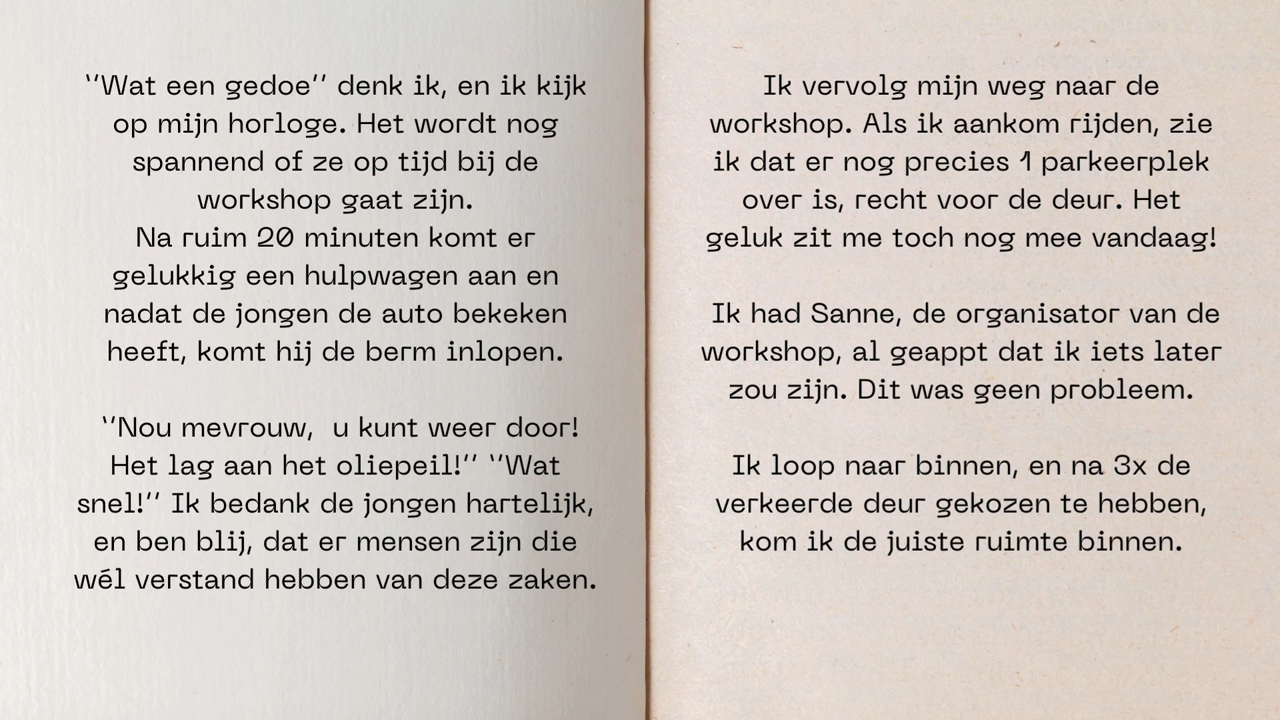 ‘‘Wat een gedoe’’ denk ik, en ik kijk
op mijn horloge. Het wordt nog
spannend of ze op tijd bij de
workshop gaat zijn.
Na ruim 20 minuten komt er
gelukkig een hulpwagen aan en
nadat de jongen de auto bekeken
heeft, komt hij de berm inlopen.
‘‘Nou mevrouw,  u kunt weer door!
Het lag aan het oliepeil!’’ ‘‘Wat
snel!’’ Ik bedank de jongen hartelijk,
en ben blij, dat er mensen zijn die
wél verstand hebben van deze zaken.
Ik vervolg mijn weg naar de
workshop. Als ik aankom rijden, zie
ik dat er nog precies 1 parkeerplek
over is, recht voor de deur. Het
geluk zit me toch nog mee vandaag!
Ik had Sanne, de organisator van de
workshop, al geappt dat ik iets later
zou zijn. Dit was geen probleem.
Ik loop naar binnen, en na 3x de
verkeerde deur gekozen te hebben,
kom ik de juiste ruimte binnen.